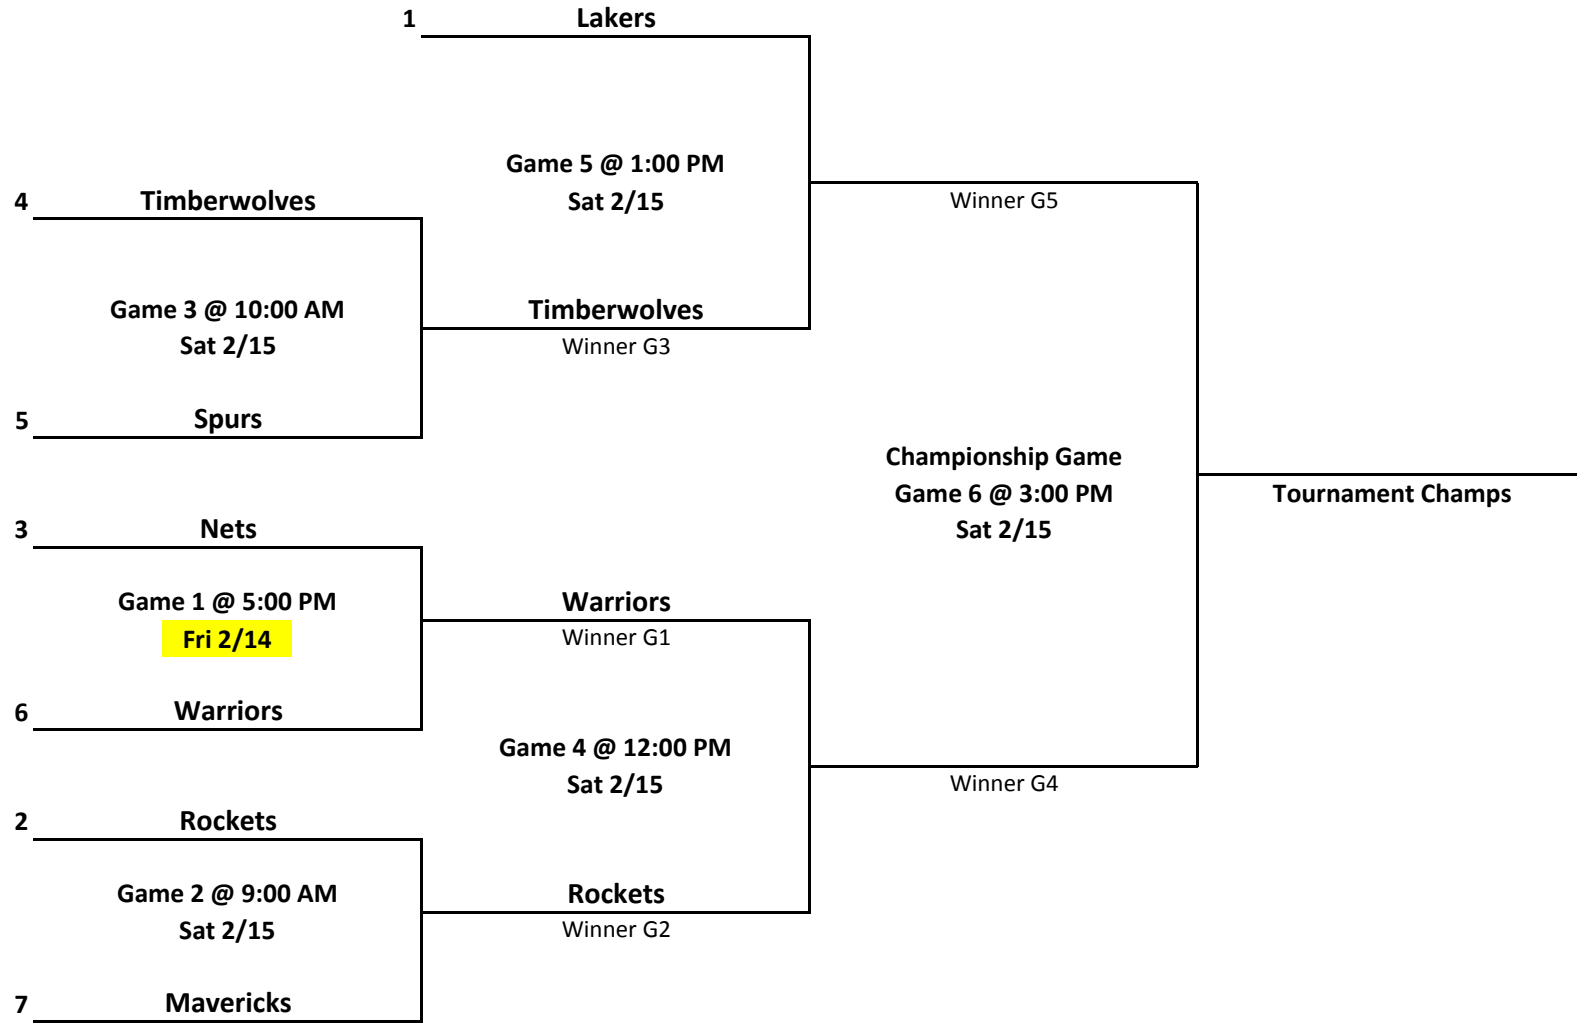 1 Lakers
Game 5 @ 1:00 PM
Sat 2/15
4 Timberwolves
Winner G5
Game 3 @ 10:00 AM
Sat 2/15
Timberwolves
Winner G3
5 Spurs
Championship Game
Game 6 @ 3:00 PM
Sat 2/15
Tournament Champs
3 Nets
Game 1 @ 5:00 PM
Fri 2/14
Warriors
Winner G1
6 Warriors
Game 4 @ 12:00 PM
Sat 2/15
Winner G4
2 Rockets
Game 2 @ 9:00 AM
Sat 2/15
Rockets
Winner G2
7 Mavericks